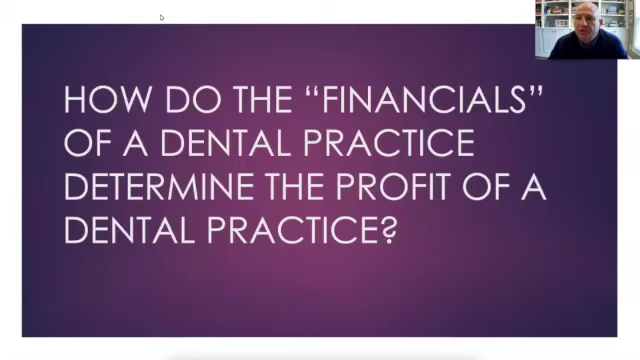 HOW DO THE “FINANCIALS”
OF A DENTAL PRACTICE
DETERMINE THE PROFIT OF A
DENTAL PRACTICE?